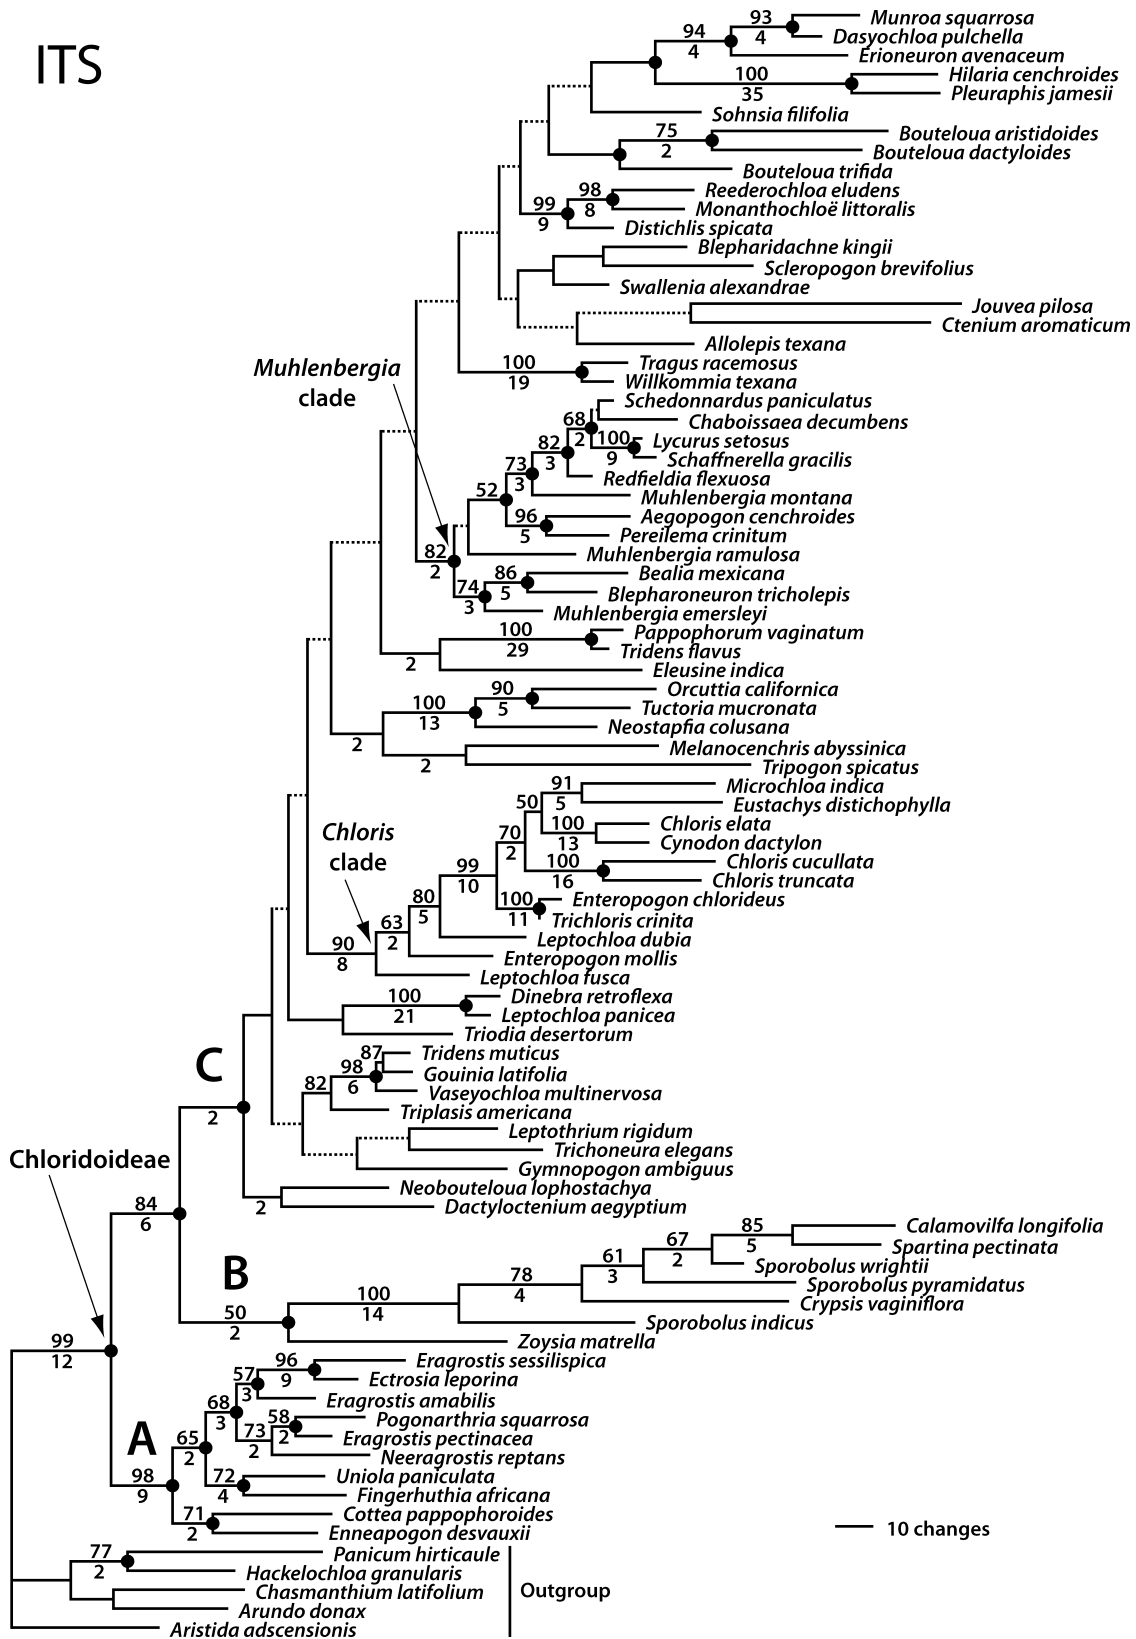 ITS
93
Munroa squarrosa
94
4
Dasyochloa pulchella
4
Erioneuron avenaceum
100
Hilaria cenchroides
35
Pleuraphis jamesii
Sohnsia filifolia
75
Bouteloua aristidoides
2
Bouteloua dactyloides
Bouteloua trifida
98
Reederochloa eludens
99
8
Monanthochloë littoralis
9
Distichlis spicata
Blepharidachne kingii
Scleropogon brevifolius
Swallenia alexandrae
Jouvea pilosa
Ctenium aromaticum
Allolepis texana
Muhlenbergia
clade
100
Tragus racemosus
19
Willkommia texana
Schedonnardus paniculatus
68
Chaboissaea decumbens
2
100
Lycurus setosus
82
9
Schaffnerella gracilis
3
Redfieldia flexuosa
73
3
Muhlenbergia montana
52
96
Aegopogon cenchroides
5
Pereilema crinitum
82
Muhlenbergia ramulosa
2
86
Bealia mexicana
74
5
Blepharoneuron tricholepis
3
Muhlenbergia emersleyi
100
Pappophorum vaginatum
29
Tridens flavus
2
Eleusine indica
90
Orcuttia californica
100
5
Tuctoria mucronata
13
Neostapfia colusana
2
Melanocenchris abyssinica
2
Tripogon spicatus
91
Microchloa indica
50
5
Eustachys distichophylla
Chloris
clade
100
Chloris elata
70
13
Cynodon dactylon
2
100
Chloris cucullata
99
16
Chloris truncata
10
100
Enteropogon chlorideus
80
11
Trichloris crinita
5
Leptochloa dubia
63
2
Enteropogon mollis
90
8
Leptochloa fusca
100
Dinebra retroflexa
21
Leptochloa panicea
Triodia desertorum
C
87
Tridens muticus
98
Gouinia latifolia
6
Vaseyochloa multinervosa
82
Triplasis americana
2
Leptothrium rigidum
Trichoneura elegans
Chloridoideae
Gymnopogon ambiguus
Neobouteloua lophostachya
2
Dactyloctenium aegyptium
84
6
85
Calamovilfa longifolia
67
5
Spartina pectinata
2
Sporobolus wrightii
B
61
3
Sporobolus pyramidatus
78
4
Crypsis vaginiflora
100
14
Sporobolus indicus
50
2
Zoysia matrella
99
12
96
Eragrostis sessilispica
57
9
Ectrosia leporina
3
Eragrostis amabilis
68
3
58
Pogonarthria squarrosa
A
73
2
Eragrostis pectinacea
65
2
Neeragrostis reptans
2
72
Uniola paniculata
98
4
Fingerhuthia africana
9
71
Cottea pappophoroides
2
Enneapogon desvauxii
10 changes
77
Panicum hirticaule
2
Hackelochloa granularis
Chasmanthium latifolium
Outgroup
Arundo donax
Aristida adscensionis